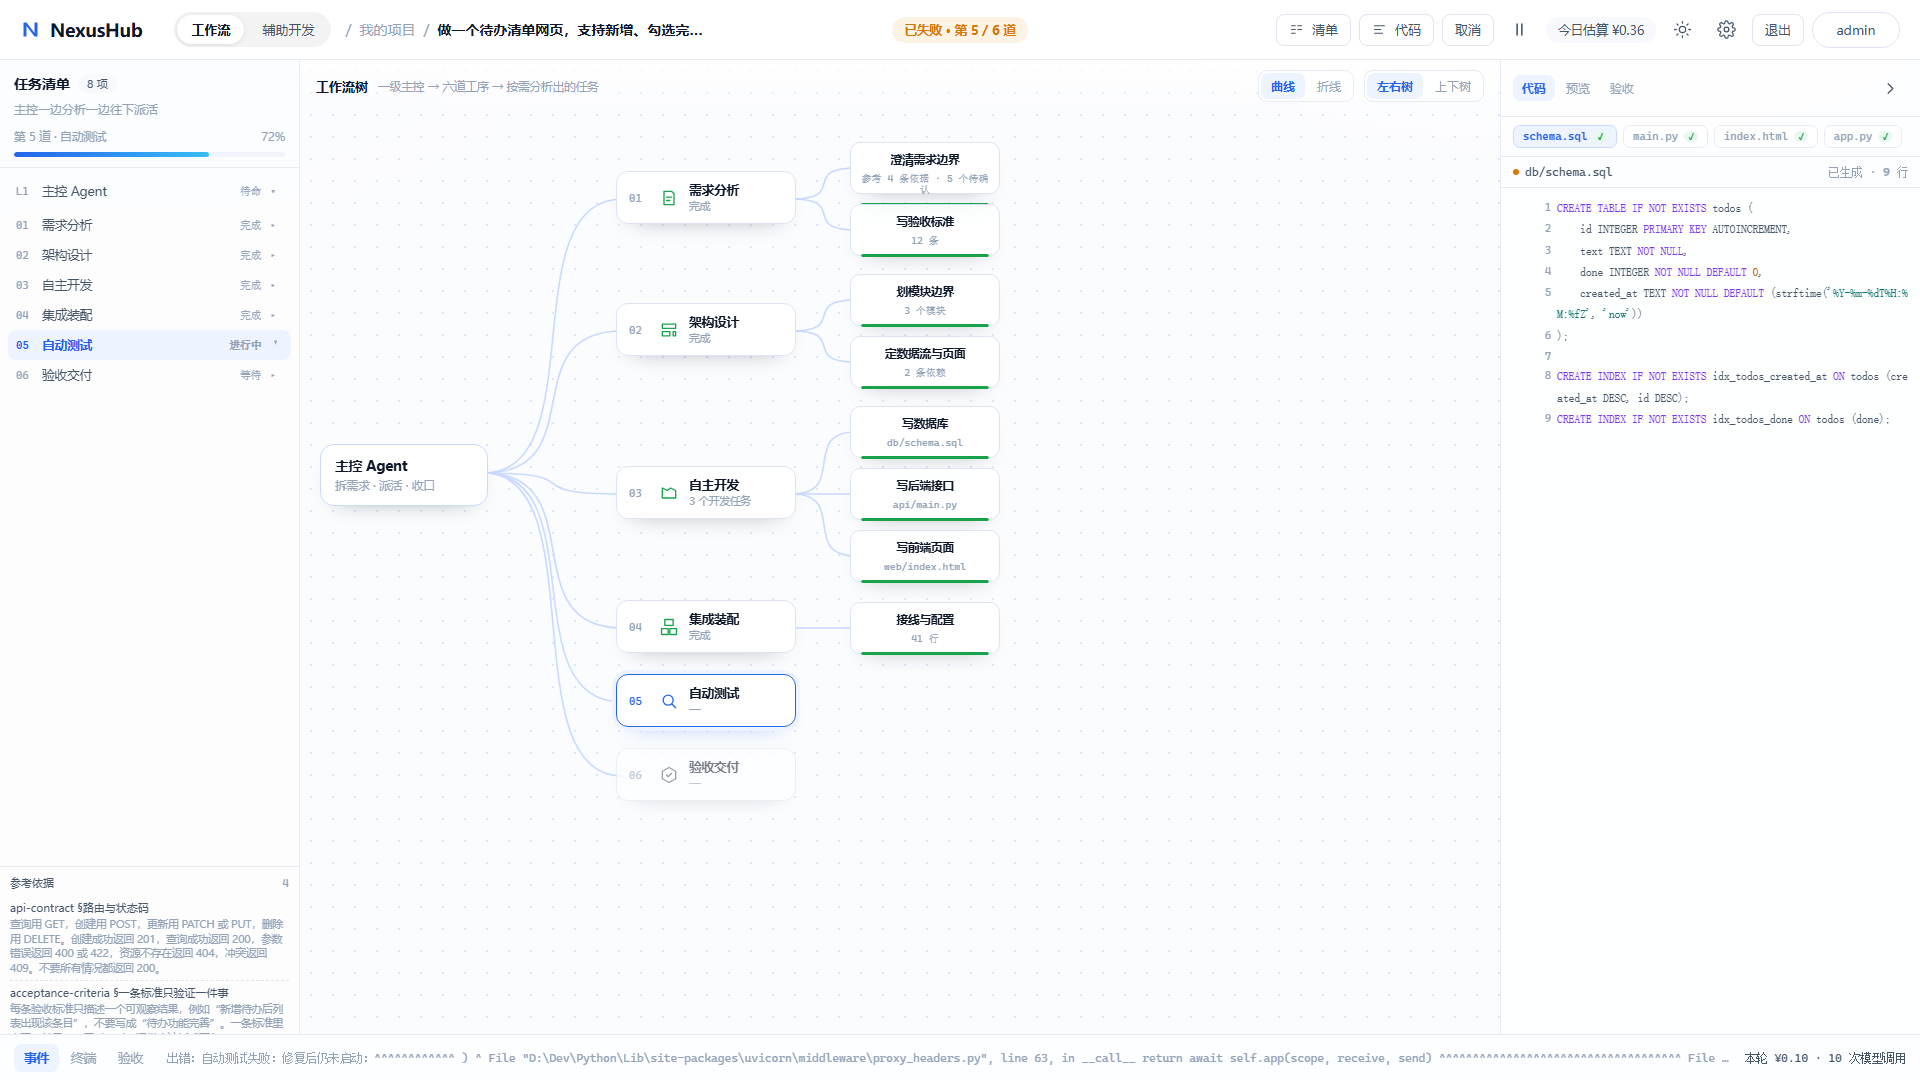 NexusHub
工作流
辅助开发
/ 我的项目 / 做一个待办清单网页，支持新增、勾选完...
已失败 • 第 5 / 6 道
清单
代码
取消
今日估算 ¥0.36
退出
admin
任务清单 8 项
主控一边分析一边往下派活
第 5 道 · 自动测试 72%
L1 主控 Agent 待命
01 需求分析 完成
02 架构设计 完成
03 自主开发 完成
04 集成装配 完成
05 自动测试 进行中
06 验收交付 等待
参考依据 4
api-contract §路由与状态码
查询用 GET，创建用 POST，更新用 PATCH 或 PUT，删除
用 DELETE。创建成功返回 201，查询成功返回 200，参数
错误返回 400 或 422，资源不存在返回 404，冲突返回
409。不要所有情况都返回 200。
acceptance-criteria §一条标准只验证一件事
每条验收标准只描述一个可观察结果，例如“新增待办后列
表出现该条目”，不要写成“待办功能完善”。一条标准里
工作流树 一级主控 → 六道工序 → 按需分析出的任务
曲线
折线
左右树
上下树
主控 Agent
拆需求 · 派活 · 收口
01 需求分析
完成
澄清需求边界
参考 4 条依据 · 5 个待确
认
写验收标准
12 条
02 架构设计
完成
划模块边界
3 个模块
定数据流与页面
2 条依赖
03 自主开发
3 个开发任务
写数据库
db/schema.sql
写后端接口
api/main.py
写前端页面
web/index.html
04 集成装配
完成
接线与配置
41 行
05 自动测试
—
06 验收交付
—
代码
预览
验收
schema.sql ✓
main.py ✓
index.html ✓
app.py ✓
db/schema.sql 已生成 · 9 行
1 CREATE TABLE IF NOT EXISTS todos (
2 id INTEGER PRIMARY KEY AUTOINCREMENT,
3 text TEXT NOT NULL,
4 done INTEGER NOT NULL DEFAULT 0,
5 created_at TEXT NOT NULL DEFAULT (strftime('%Y-%m-%dT%H:%
M:%fZ', 'now'))
6 );
7
8 CREATE INDEX IF NOT EXISTS idx_todos_created_at ON todos (cre
ated_at DESC, id DESC);
9 CREATE INDEX IF NOT EXISTS idx_todos_done ON todos (done);
事件
终端
验收
出错：自动测试失败：修复后仍未启动：^^^^^^^^^^^^ ) ^ File "D:\Dev\Python\Lib\site-packages\uvicorn\middleware\proxy_headers.py", line 63, in __call__ return await self.app(scope, receive, send) ^^^^^^^^^^^^^^^^^^^^^^^^^^^^^^^^^^^^ File …
本轮 ¥0.10 · 10 次模型调用